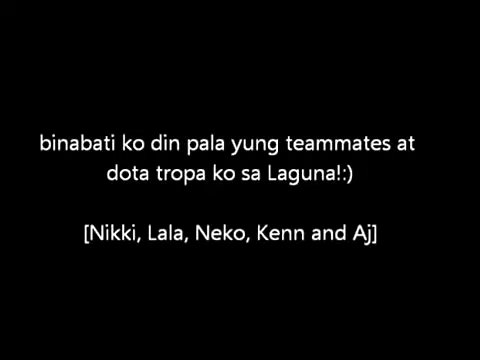 binabati ko din pala yung teammates at
dota tropa ko sa Laguna!:)
[Nikki, Lala, Neko, Kenn and Aj]